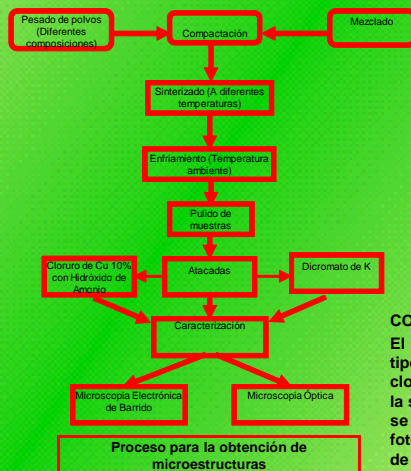 Pesado de polvos
(Diferentes
composiciones)
Compactación
Mezclado
Sinterizado (A diferentes
temperaturas)
Enfriamiento (Temperatura
ambiente)
Pulido de
muestras
Cloruro de Cu 10%
con Hidróxido de
Amonio
Atacadas
Dicromato de K
Caracterización
Microscopia Electrónica
de Barrido
Microscopia Óptica
Proceso para la obtención de
microestructuras
CO
El
tipo
clo
la s
se
fot
de